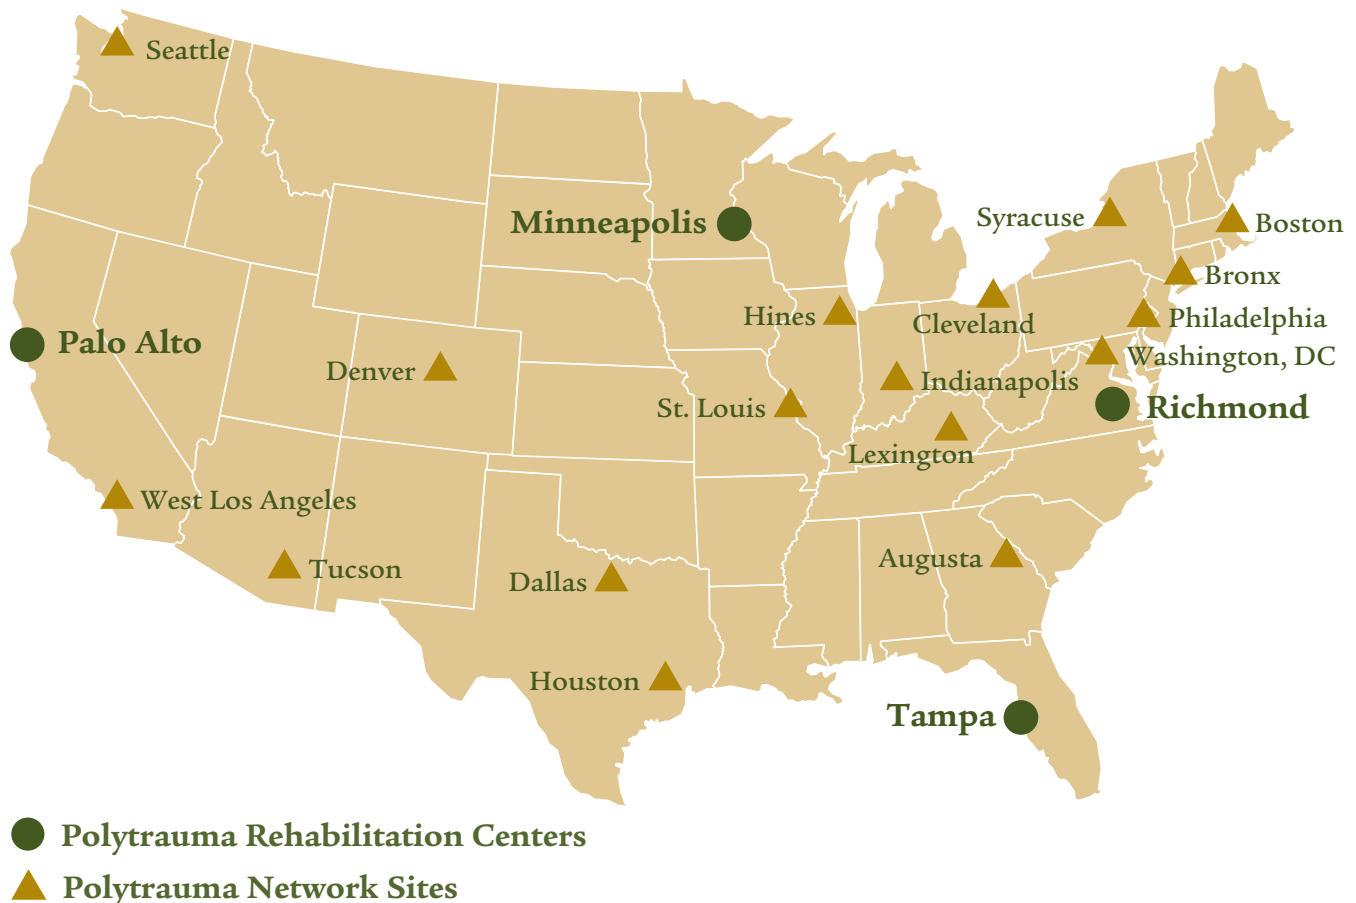 Seattle
Minneapolis
Syracuse
Boston
Bronx
Hines
Cleveland
Philadelphia
Palo Alto
Washington, DC
Denver
Indianapolis
St. Louis
Richmond
Lexington
West Los Angeles
Augusta
Tucson
Dallas
Houston
Tampa
Polytrauma Rehabilitation Centers
Polytrauma Network Sites